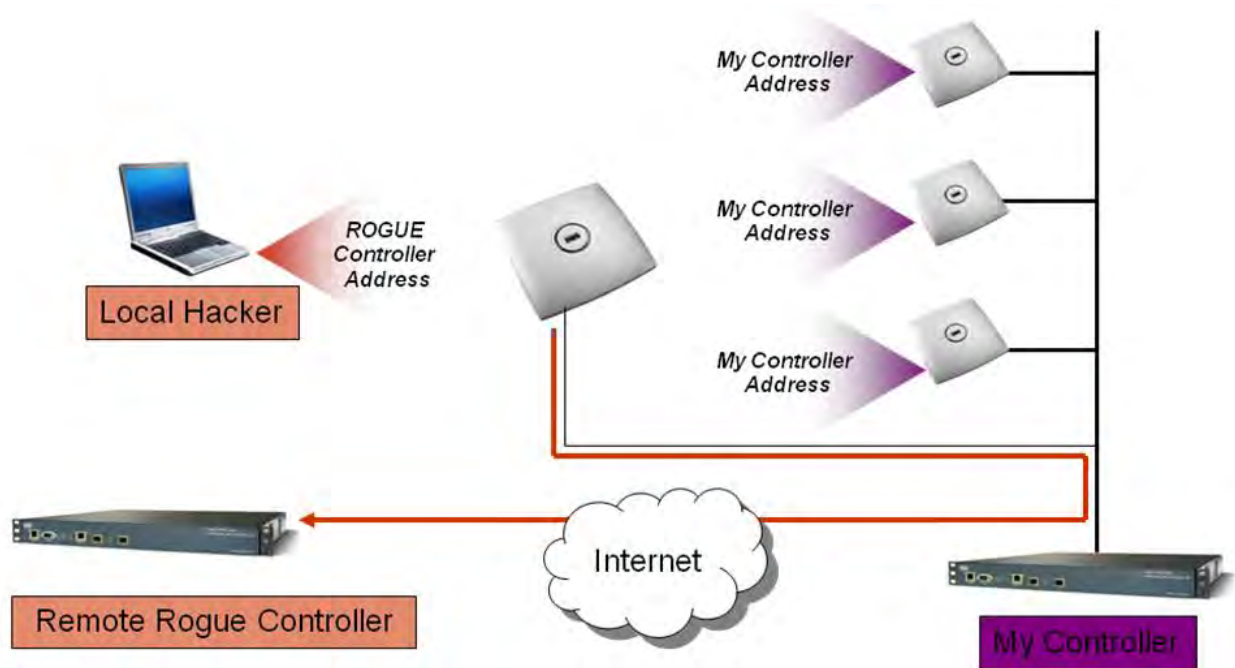 My Controller
Address
ROGUE
Controller
Address
Local Hacker
My Controller
Address
My Controller
Address
Internet
Remote Rogue Controller
My Controller